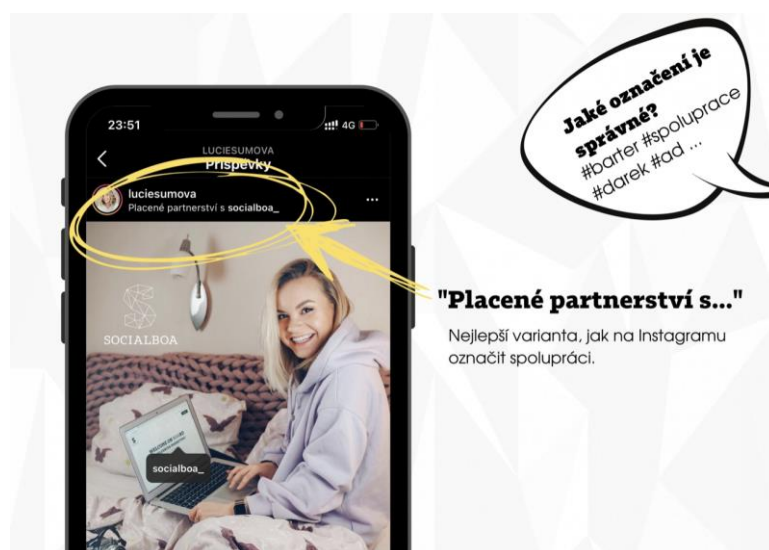 Jaké označení je
správné?
#barter #spoluprace
#darek #ad ...
23:51
4G
LUCIESUMOVA
Příspěvky
luciesumova
Placené partnerství s socialboa_
...
SOCIALBOA
socialboa_
"Placené partnerství s..."
Nejlepší varianta, jak na Instagramu
označit spolupráci.